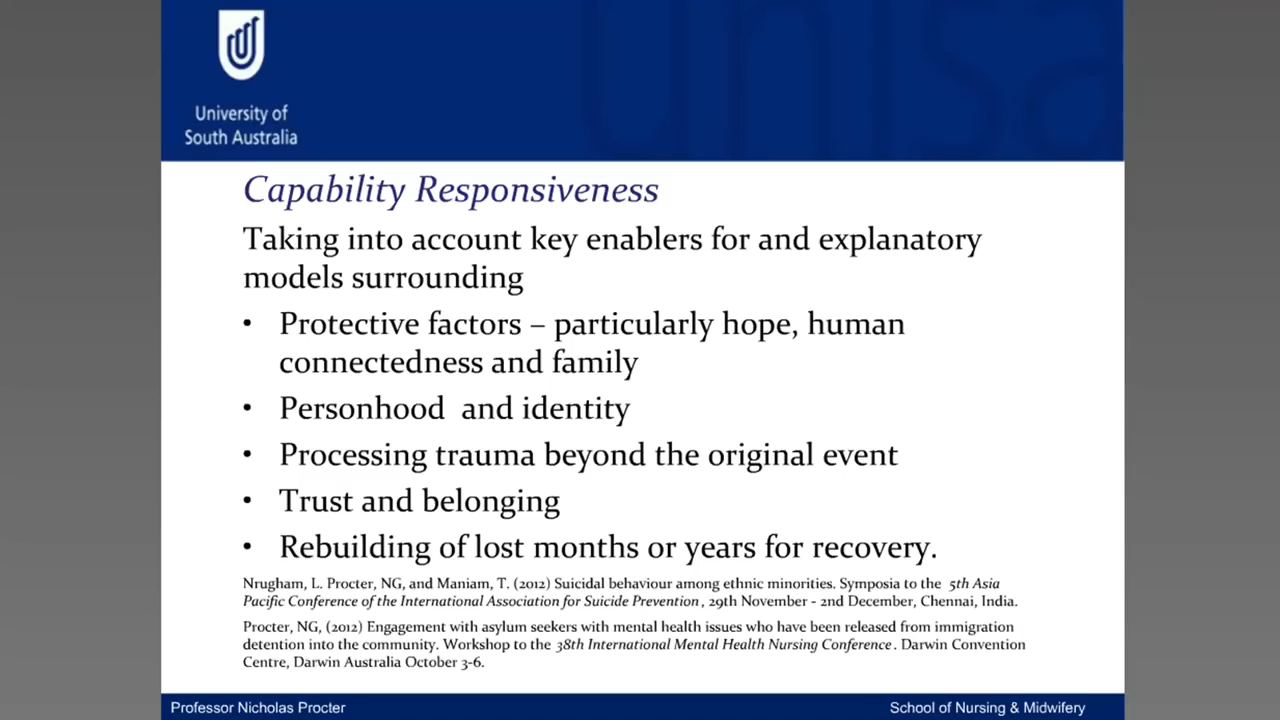 University of
South Australia
unisa
Capability Responsiveness
Taking into account key enablers for and explanatory
models surrounding
• Protective factors – particularly hope, human
connectedness and family
• Personhood  and identity
• Processing trauma beyond the original event
• Trust and belonging
• Rebuilding of lost months or years for recovery.
Nrugham, L. Procter, NG, and Maniam, T. (2012) Suicidal behaviour among ethnic minorities. Symposia to the 5th Asia
Pacific Conference of the International Association for Suicide Prevention, 29th November - 2nd December, Chennai, India.
Procter, NG, (2012) Engagement with asylum seekers with mental health issues who have been released from immigration
detention into the community. Workshop to the 38th International Mental Health Nursing Conference. Darwin Convention
Centre, Darwin Australia October 3-6.
Professor Nicholas Procter
School of Nursing & Midwifery